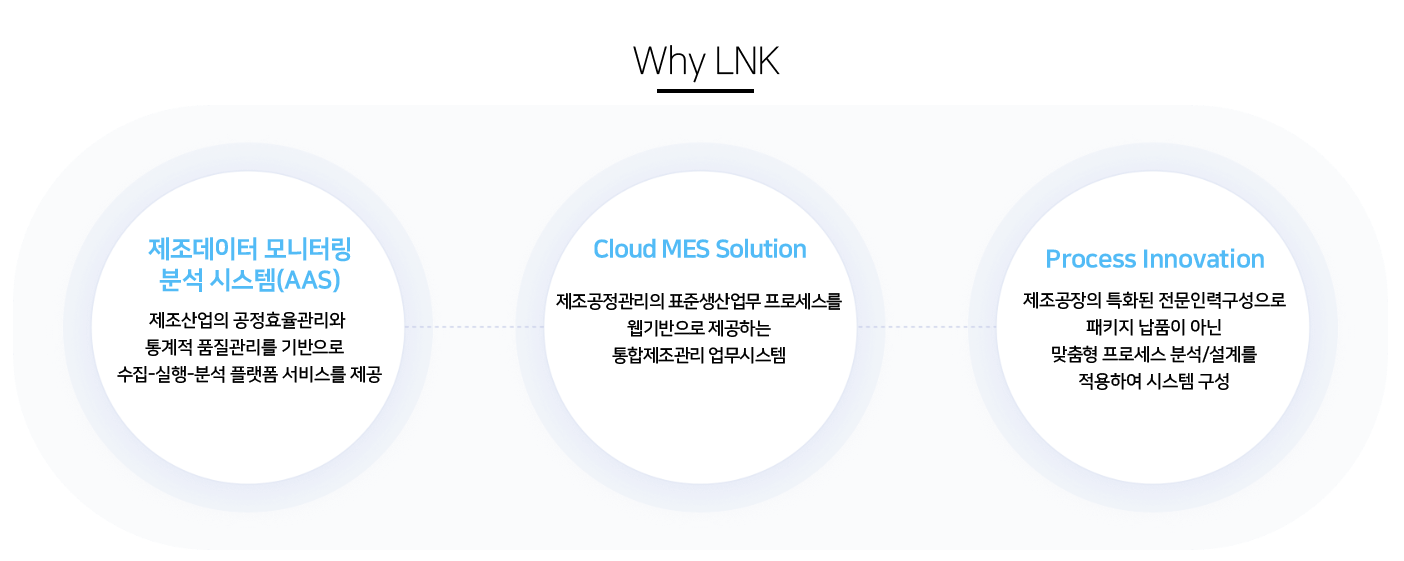 Why LNK
제조데이터 모니터링
분석 시스템(AAS)
제조산업의 공정효율관리와
통계적 품질관리를 기반으로
수집-실행-분석 플랫폼 서비스를 제공
Cloud MES Solution
제조공정관리의 표준생산업무 프로세스를
웹기반으로 제공하는
통합제조관리 업무시스템
Process Innovation
제조공장의 특화된 전문인력구성으로
패키지 납품이 아닌
맞춤형 프로세스 분석/설계를
적용하여 시스템 구성